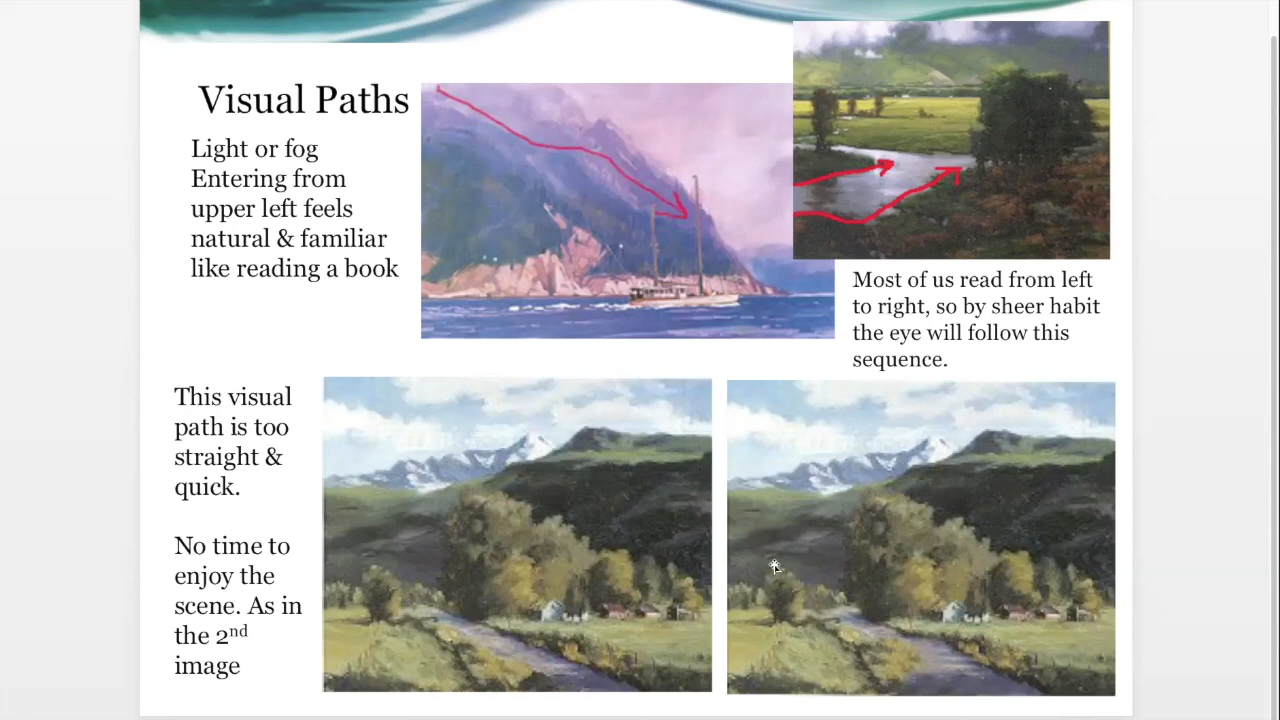 Visual Paths
Light or fog
Entering from
upper left feels
natural & familiar
like reading a book
Most of us read from left
to right, so by sheer habit
the eye will follow this
sequence.
This visual
path is too
straight &
quick.
No time to
enjoy the
scene. As in
the 2nd
image